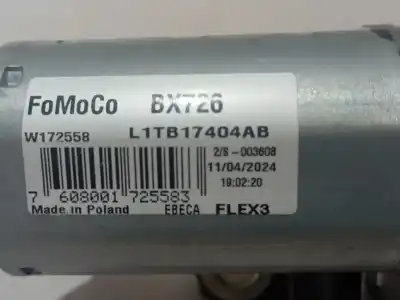 FoMoCo BX726
W172558 L1TB17404AB
2/S-003608
11/04/2024
19:02:20
7 608001 725583
Made in Poland EBECA FLEX3